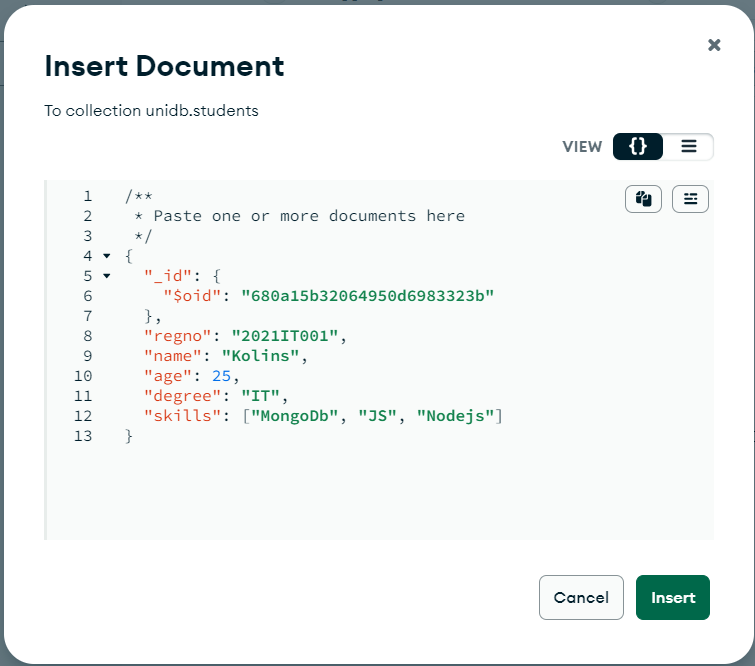 Insert Document
To collection unidb.students
VIEW {}
1 /**
2  * Paste one or more documents here
3  */
4 {
5   "_id": {
6     "$oid": "680a15b32064950d6983323b"
7   },
8   "regno": "2021IT001",
9   "name": "Kolins",
10   "age": 25,
11   "degree": "IT",
12   "skills": ["MongoDb", "JS", "Nodejs"]
13 }
Cancel Insert